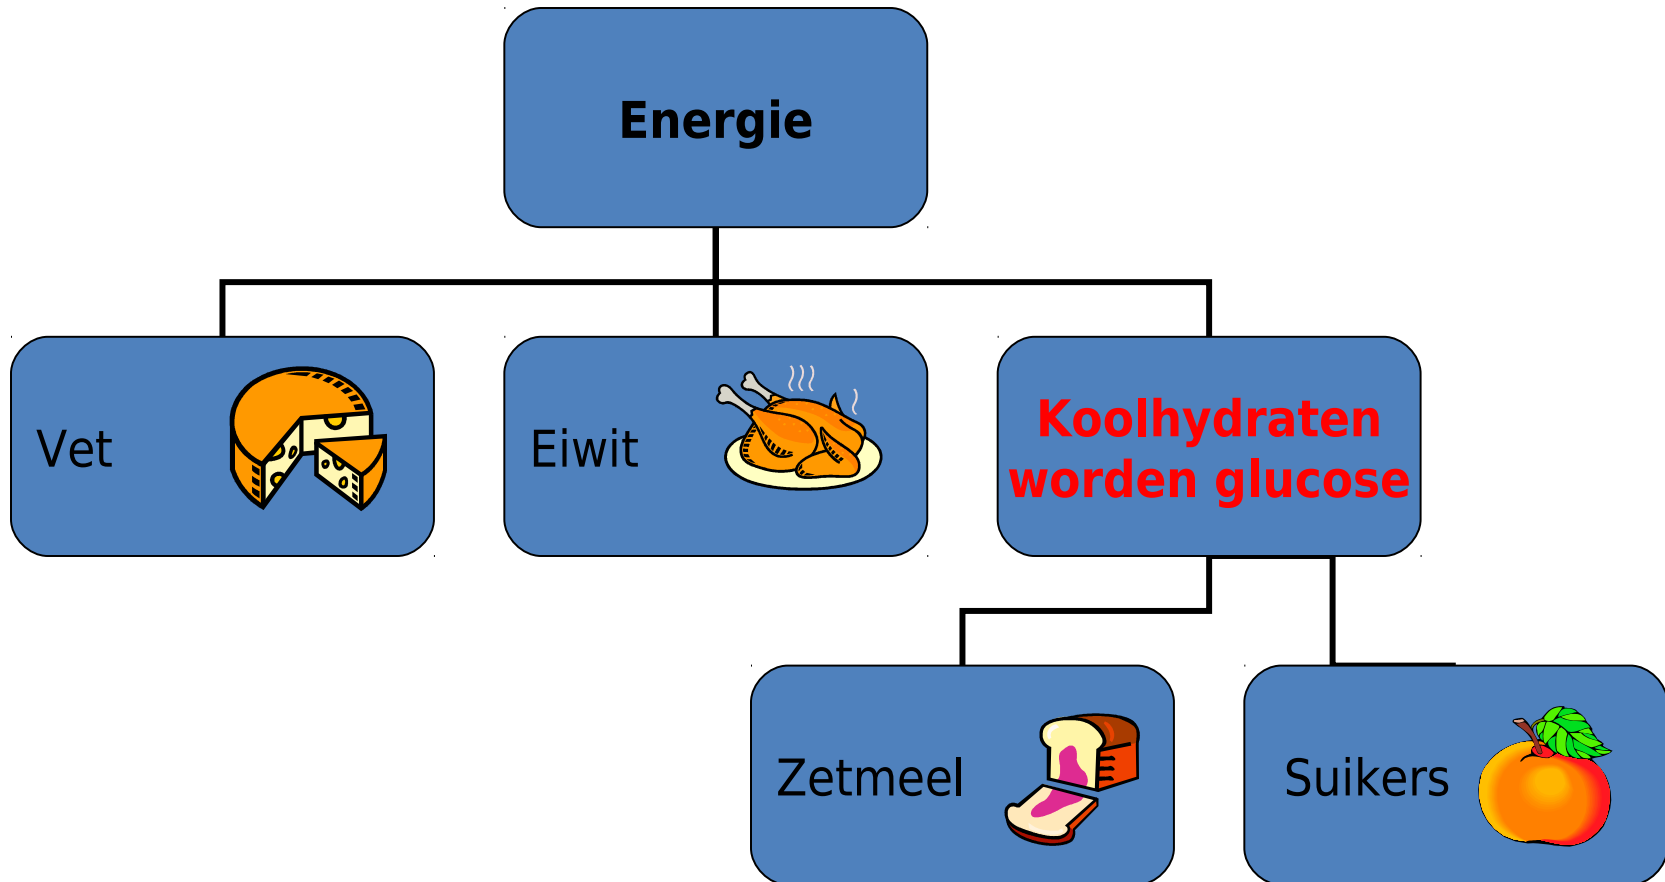 Energie
Vet
Eiwit
Koolhydraten
worden glucose
Zetmeel
Suikers